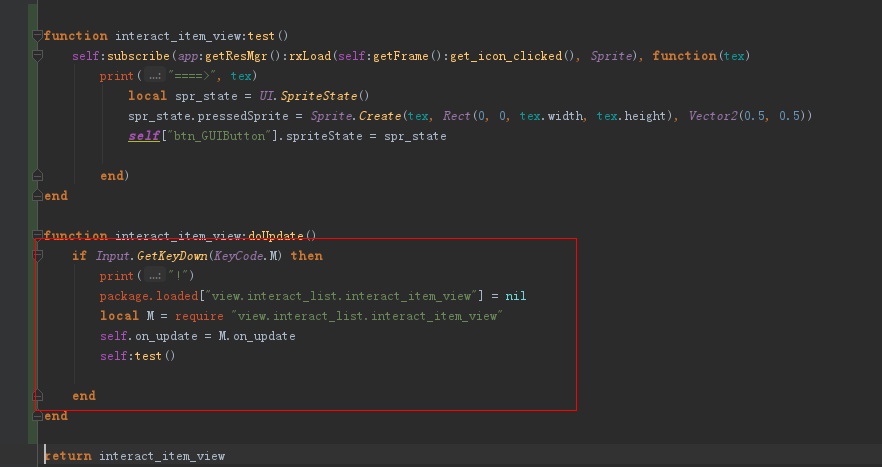 function interact_item_view:test()
self:subscribe(app:getResMgr():rxLoad(self:getFrame():get_icon_clicked(), Sprite), function(tex)
print( ...: "====>", tex)
local spr_state = UI.SpriteState()
spr_state.pressedSprite = Sprite.Create(tex, Rect(0, 0, tex.width, tex.height), Vector2(0.5, 0.5))
self["btn_GUIButton"].spriteState = spr_state
end)
end
function interact_item_view:doUpdate()
if Input.GetKeyDown(KeyCode.M) then
print( ...: "!")
package.loaded["view.interact_list.interact_item_view"] = nil
local M = require "view.interact_list.interact_item_view"
self.on_update = M.on_update
self:test()
end
end
return interact_item_view